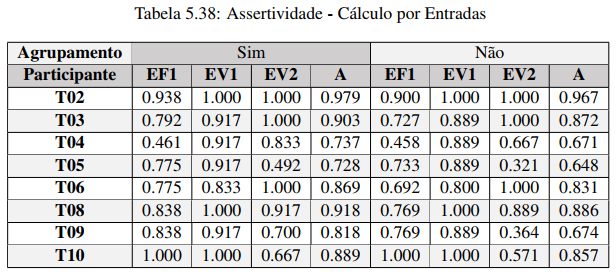 Tabela 5.38: Assertividade - Cálculo por Entradas
Agrupamento Sim Não
Participante EF1 EV1 EV2 A EF1 EV1 EV2 A
T02 0.938 1.000 1.000 0.979 0.900 1.000 1.000 0.967
T03 0.792 0.917 1.000 0.903 0.727 0.889 1.000 0.872
T04 0.461 0.917 0.833 0.737 0.458 0.889 0.667 0.671
T05 0.775 0.917 0.492 0.728 0.733 0.889 0.321 0.648
T06 0.775 0.833 1.000 0.869 0.692 0.800 1.000 0.831
T08 0.838 1.000 0.917 0.918 0.769 1.000 0.889 0.886
T09 0.838 0.917 0.700 0.818 0.769 0.889 0.364 0.674
T10 1.000 1.000 0.667 0.889 1.000 1.000 0.571 0.857